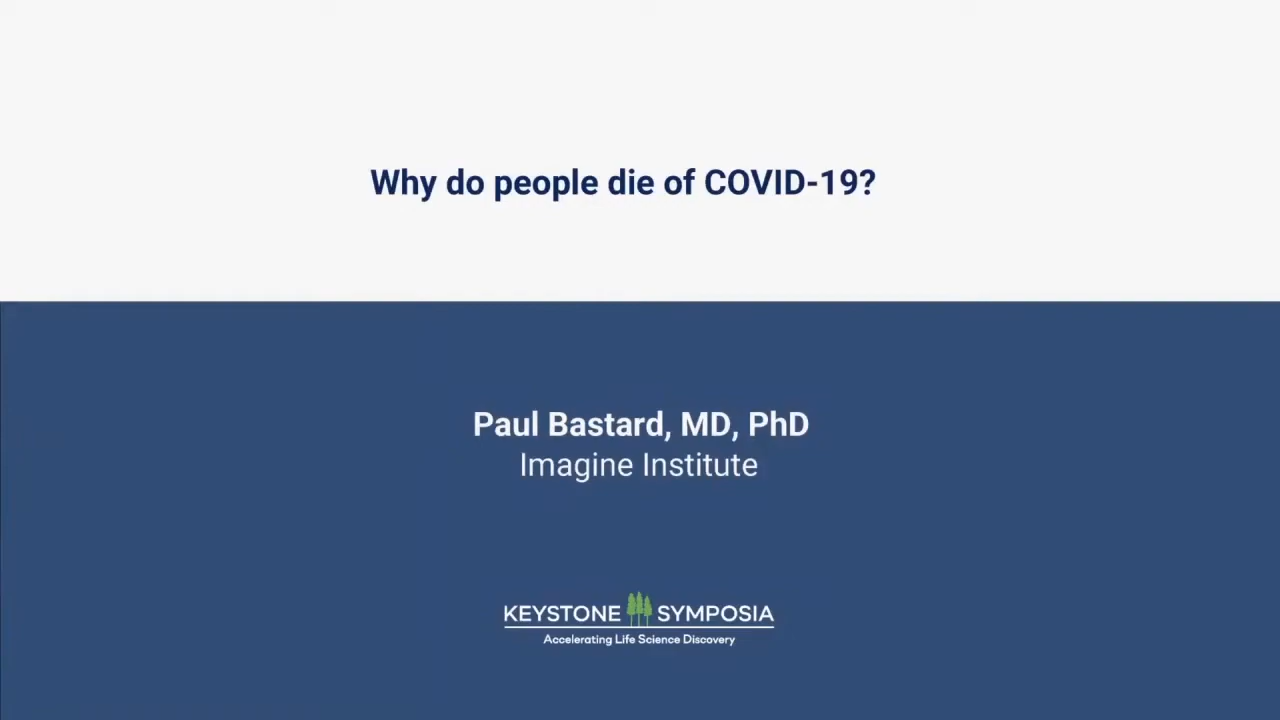 Why do people die of COVID-19?
Paul Bastard, MD, PhD
Imagine Institute
KEYSTONE SYMPOSIA
Accelerating Life Science Discovery